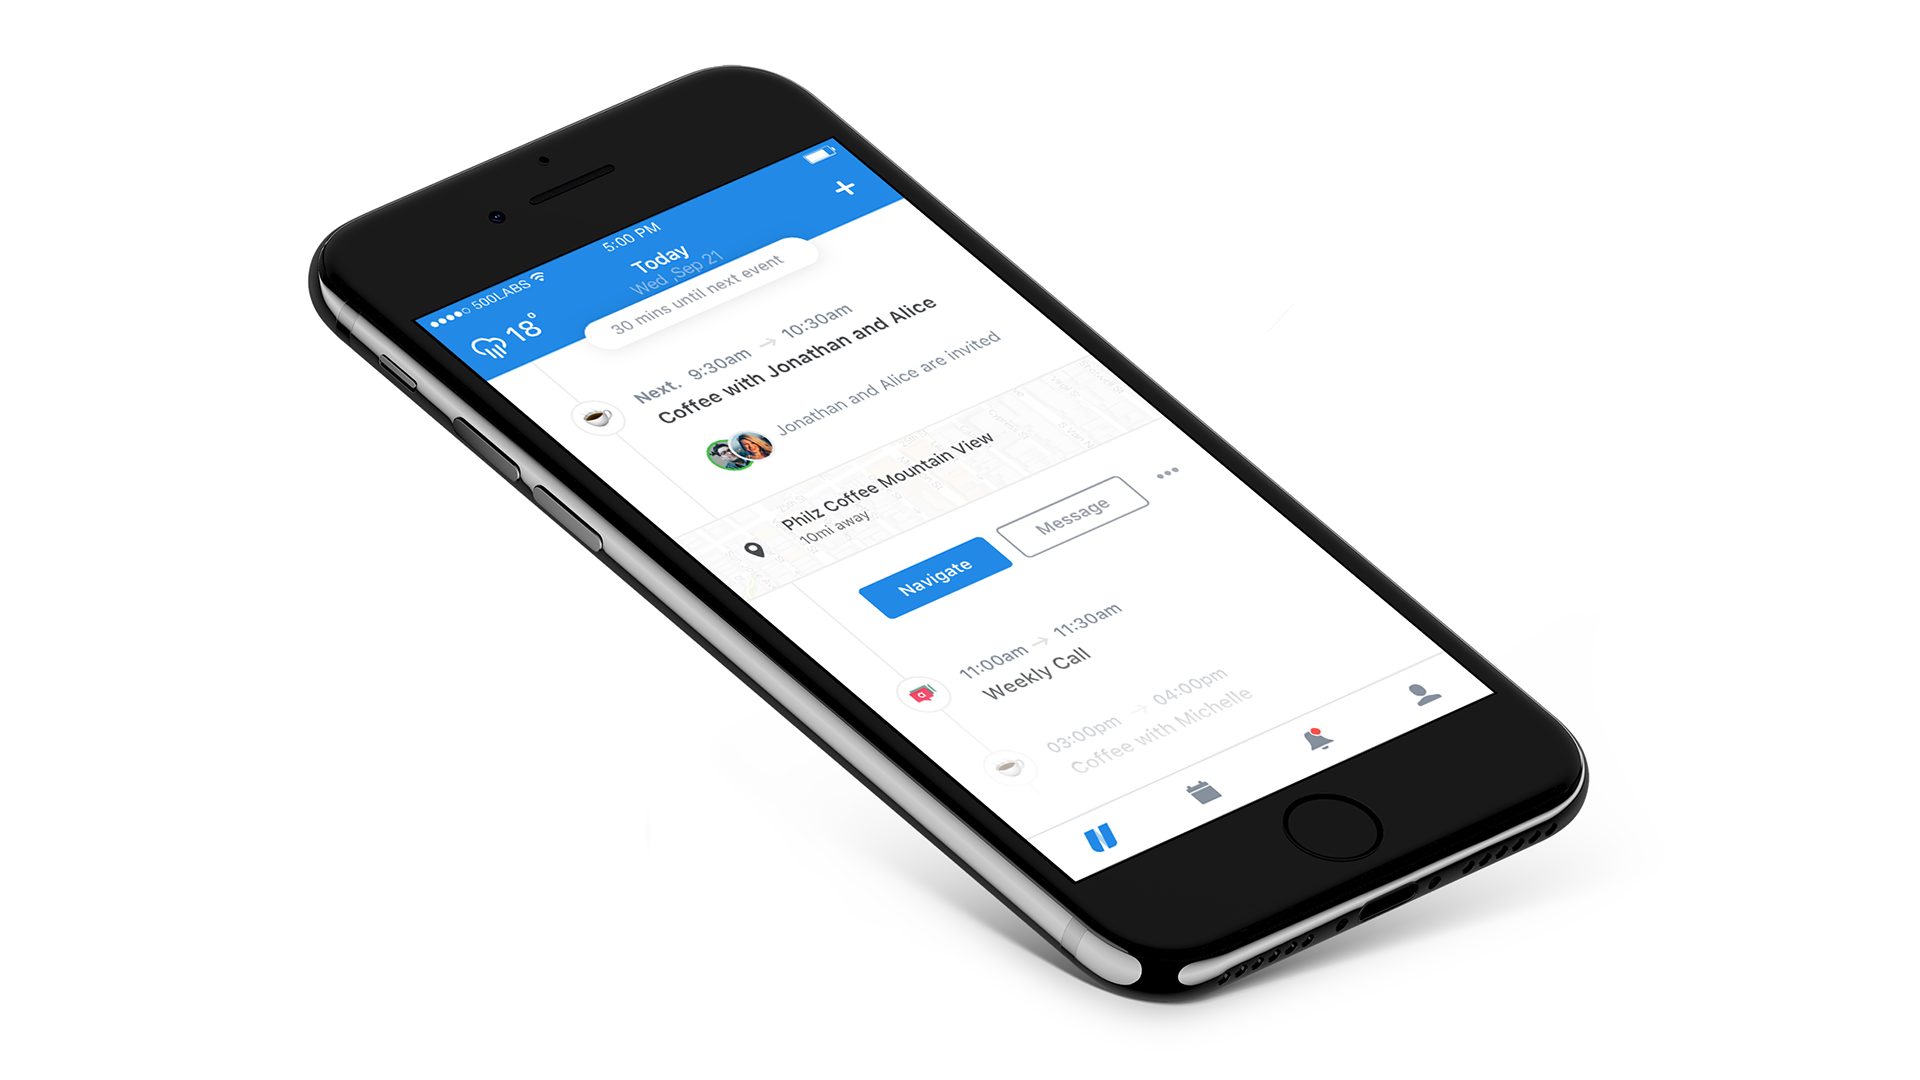 500LABS
5:00 PM
18°
Today
Wed ,Sep 21
30 mins until next event
Next. 9:30am → 10:30am
Coffee with Jonathan and Alice
Jonathan and Alice are invited
Philz Coffee Mountain View
10mi away
Navigate
Message
11:00am → 11:30am
Weekly Call
03:00pm → 04:00pm
Coffee with Michelle